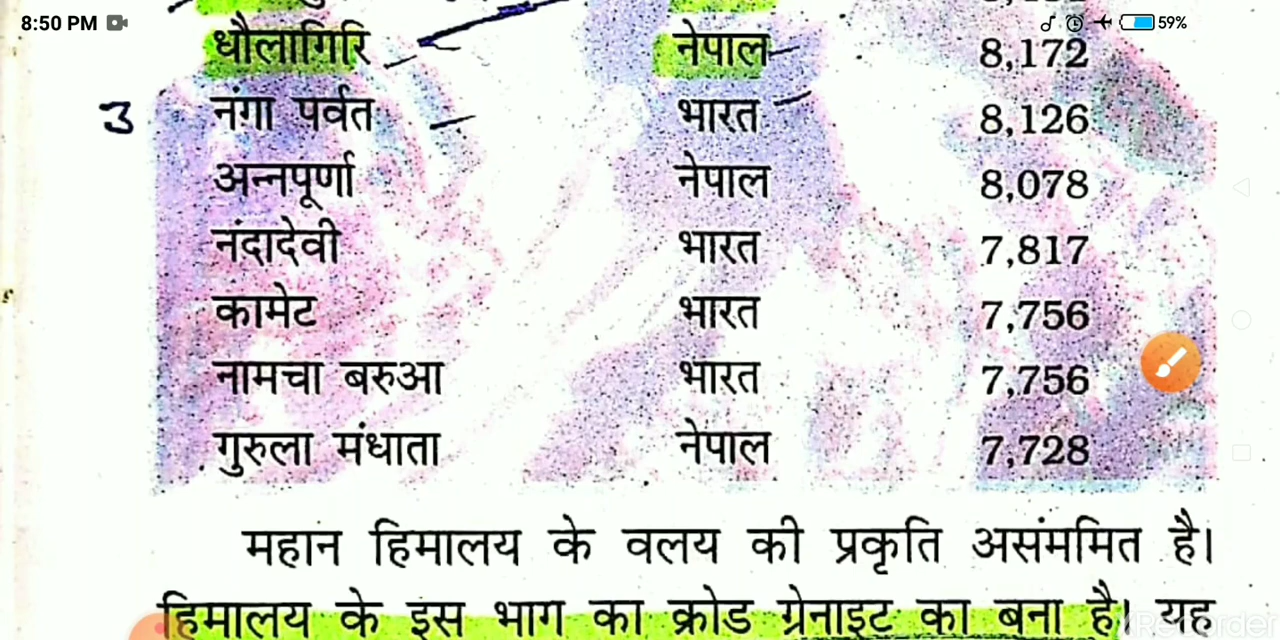 8:50 PM 59%
धौलागिरि नेपाल 8,172
3 नंगा पर्वत भारत 8,126
अन्नपूर्णा नेपाल 8,078
नंदादेवी भारत 7,817
कामेट भारत 7,756
नामचा बरुआ भारत 7,756
गुरुला मंधाता नेपाल 7,728
महान हिमालय के वलय की प्रकृति असंममित है।
हिमालय के इस भाग का क्रोड ग्रेनाइट का बना है। यह
XRecorder